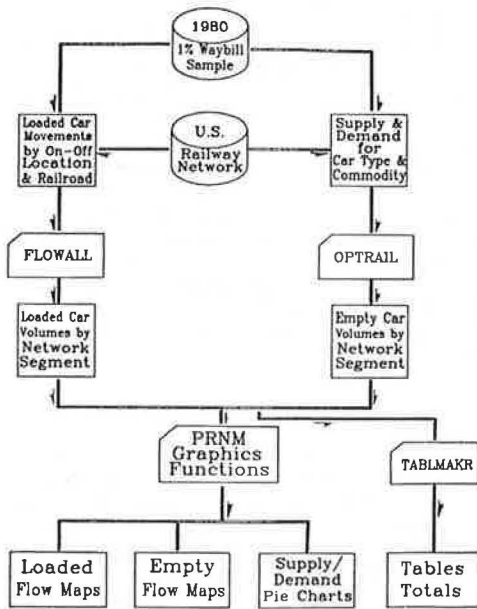 1980
1% Waybill
Sample
Loaded Car
Movements
by On-Off
Location
& Railroad
U.S.
Railway
Network
Supply &
Demand
for
Car Type &
Commodity
FLOWALL
OPTRAIL
Loaded Car
Volumes by
Network
Segment
Empty Car
Volumes by
Network
Segment
PRNM
Graphics
Functions
TABLMAKR
Loaded
Flow Maps
Empty
Flow Maps
Supply/
Demand
Pie Charts
Tables
Totals